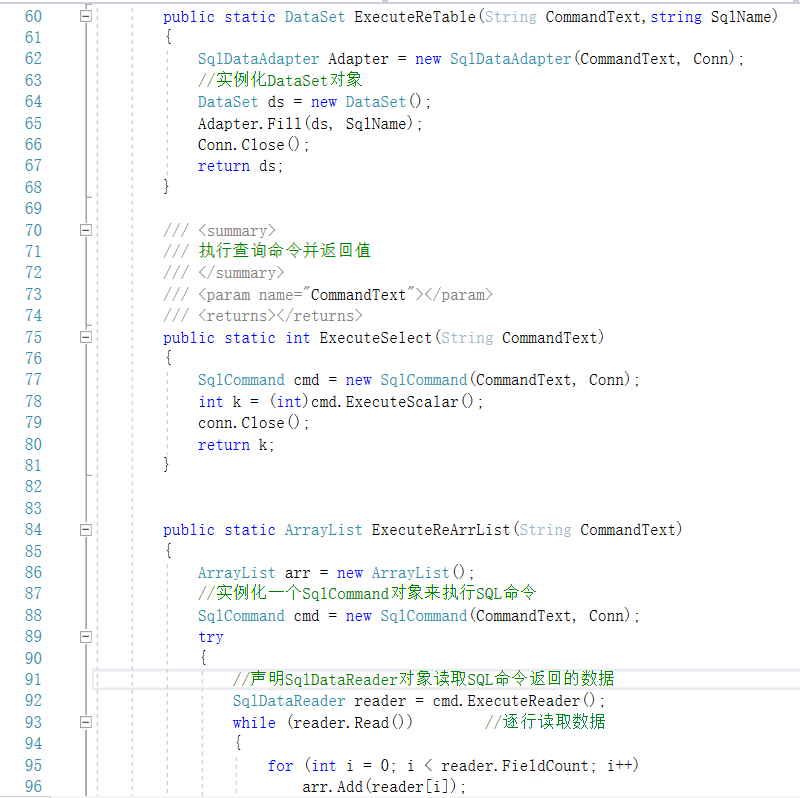 60 public static DataSet ExecuteReTable(String CommandText,string SqlName)
61 {
62 SqlDataAdapter Adapter = new SqlDataAdapter(CommandText, Conn);
63 //实例化DataSet对象
64 DataSet ds = new DataSet();
65 Adapter.Fill(ds, SqlName);
66 Conn.Close();
67 return ds;
68 }
69
70 /// <summary>
71 /// 执行查询命令并返回值
72 /// </summary>
73 /// <param name="CommandText"></param>
74 /// <returns></returns>
75 public static int ExecuteSelect(String CommandText)
76 {
77 SqlCommand cmd = new SqlCommand(CommandText, Conn);
78 int k = (int)cmd.ExecuteScalar();
79 conn.Close();
80 return k;
81 }
82
83
84 public static ArrayList ExecuteReArrList(String CommandText)
85 {
86 ArrayList arr = new ArrayList();
87 //实例化一个SqlCommand对象来执行SQL命令
88 SqlCommand cmd = new SqlCommand(CommandText, Conn);
89 try
90 {
91 //声明SqlDataReader对象读取SQL命令返回的数据
92 SqlDataReader reader = cmd.ExecuteReader();
93 while (reader.Read()) //逐行读取数据
94 {
95 for (int i = 0; i < reader.FieldCount; i++)
96 arr.Add(reader[i]);